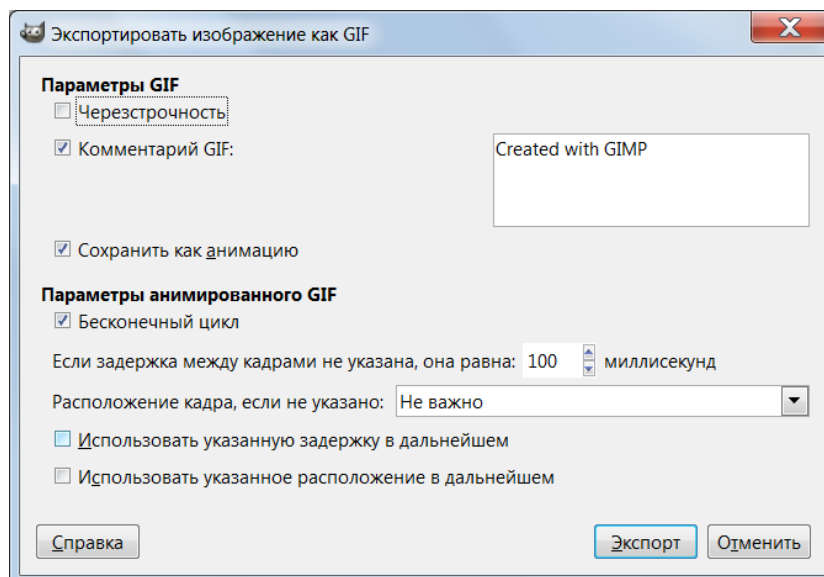 Экспортировать изображение как GIF
Параметры GIF
Черезстрочность
Комментарий GIF:
Created with GIMP
Сохранить как анимацию
Параметры анимированного GIF
Бесконечный цикл
Если задержка между кадрами не указана, она равна: 100 миллисекунд
Расположение кадра, если не указано: Не важно
Использовать указанную задержку в дальнейшем
Использовать указанное расположение в дальнейшем
Справка Экспорт Отменить